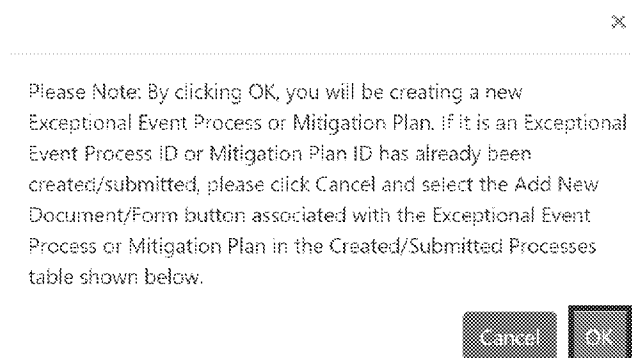 Please Note: By clicking OK, you will be creating a new
Exceptional Event Process or Mitigation Plan. If it is an Exceptional
Event Process ID or Mitigation Plan ID has already been
created/submitted, please click Cancel and select the Add New
Document/Form button associated with the Exceptional Event
Process or Mitigation Plan in the Created/Submitted Processes
table shown below.
Cancel OK